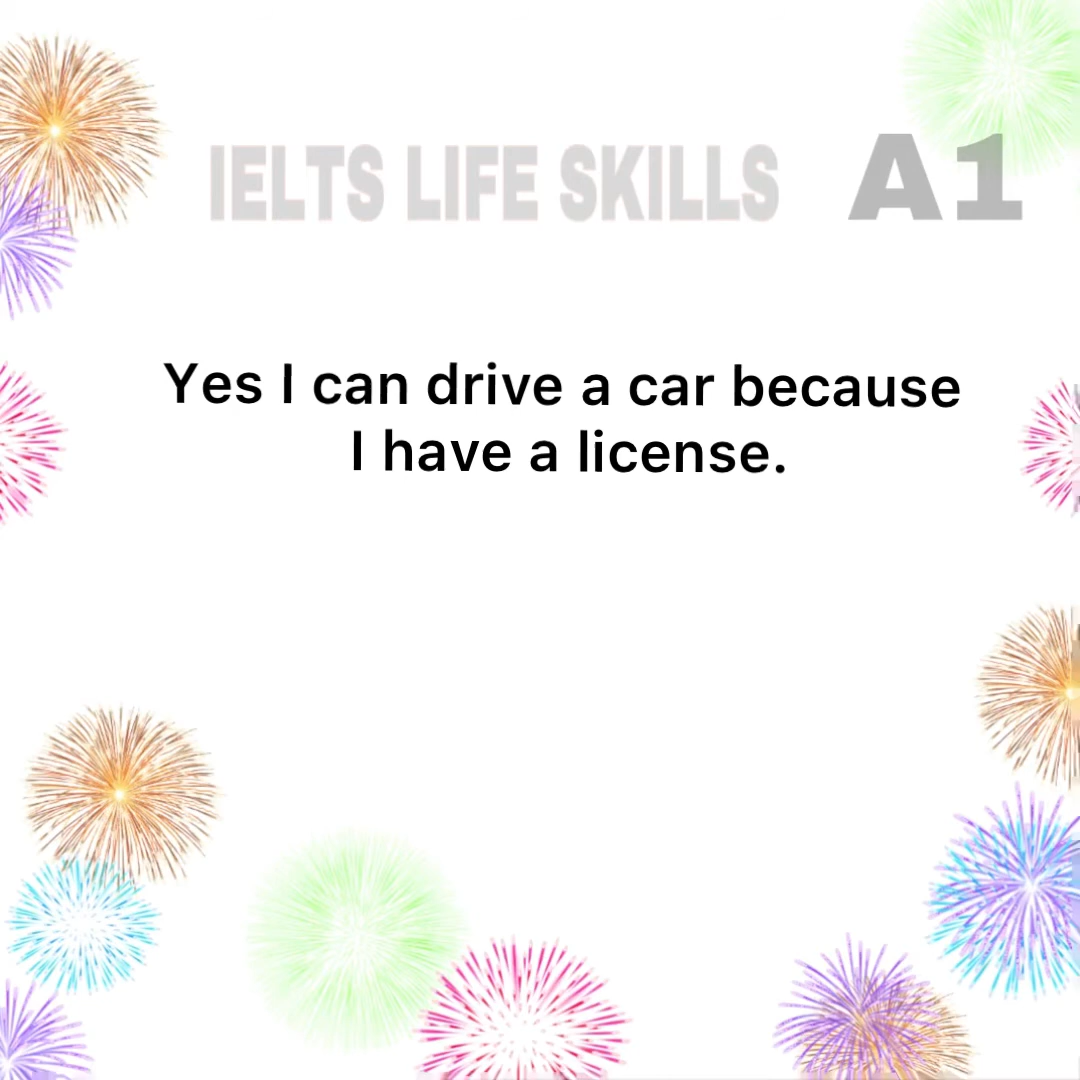 IELTS LIFE SKILLS A1
Yes I can drive a car because
I have a license.